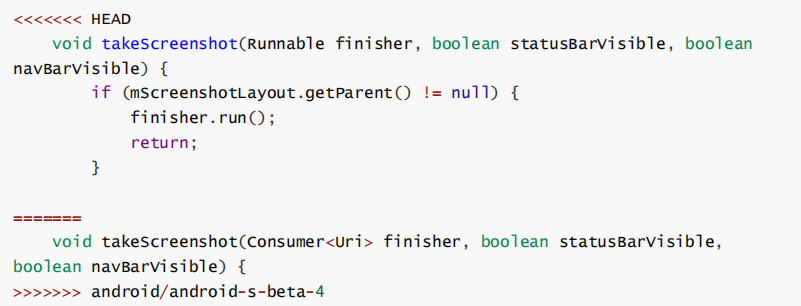 <<<<<<< HEAD
    void takeScreenshot(Runnable finisher, boolean statusBarVisible, boolean
navBarVisible) {
        if (mScreenshotLayout.getParent() != null) {
            finisher.run();
            return;
        }
=======
    void takeScreenshot(Consumer<Uri> finisher, boolean statusBarVisible,
boolean navBarVisible) {
>>>>>>> android/android-s-beta-4